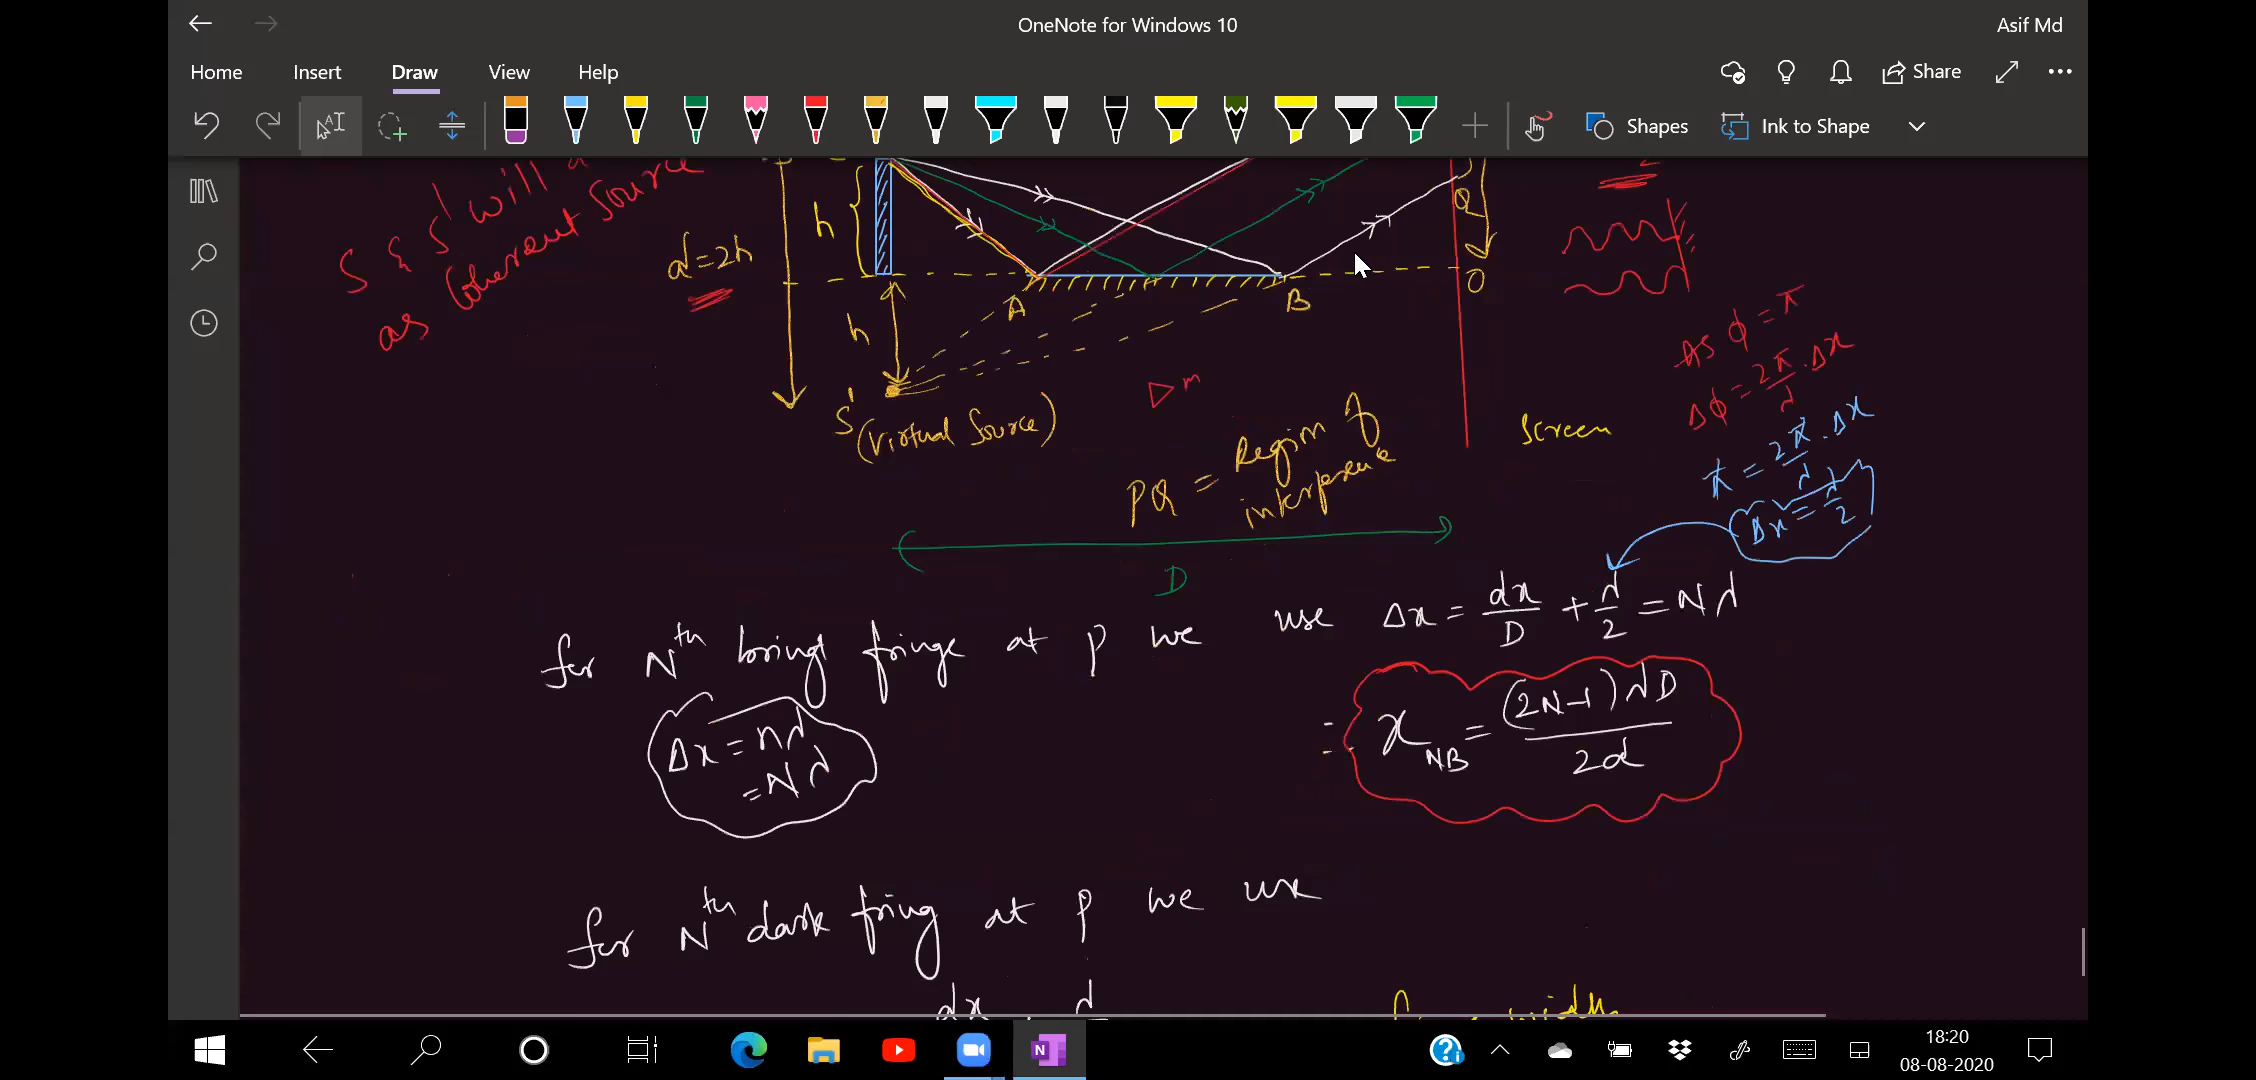 OneNote for Windows 10
Asif Md
Home Insert Draw View Help
Share
Shapes
Ink to Shape
S & S' will a
as Coherent Source
d = 2h
h
h
A
B
Q
O
S' (Virtual Source)
PQ = Region of
interference
Screen
D
As φ = π
Δφ = 2π/λ . Δx
π = 2π/λ . Δx
Δx = λ/2
for Nth bringt fringe at P we use Δx = dx/D + λ/2 = Nλ
Δx = nλ
= Nλ
∴ x NB = (2N-1)λD / 2d
for Nth dark fring at P we use
dx λ
18:20
08-08-2020